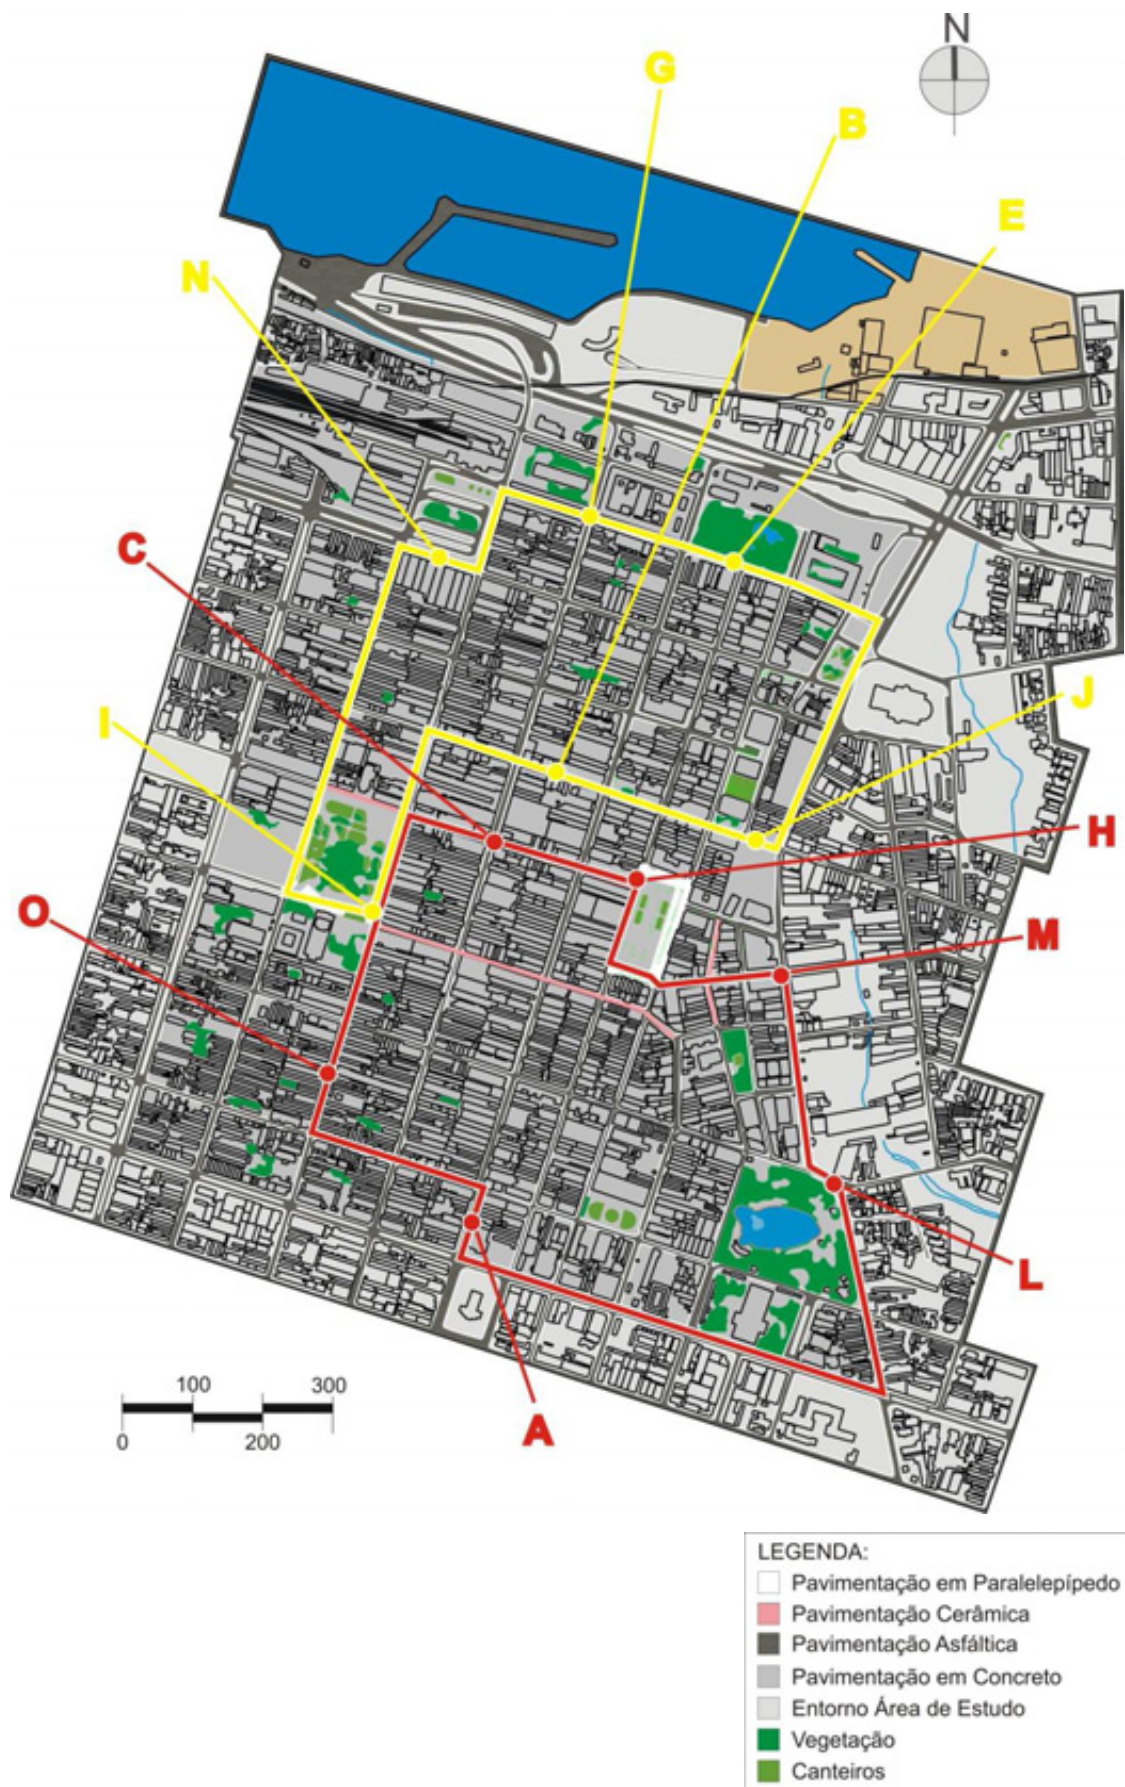 N
G
B
E
N
C
I
J
H
O
M
L
A
100 300
0 200
LEGENDA:
Pavimentação em Paralelepípedo
Pavimentação Cerâmica
Pavimentação Asfáltica
Pavimentação em Concreto
Entorno Área de Estudo
Vegetação
Canteiros